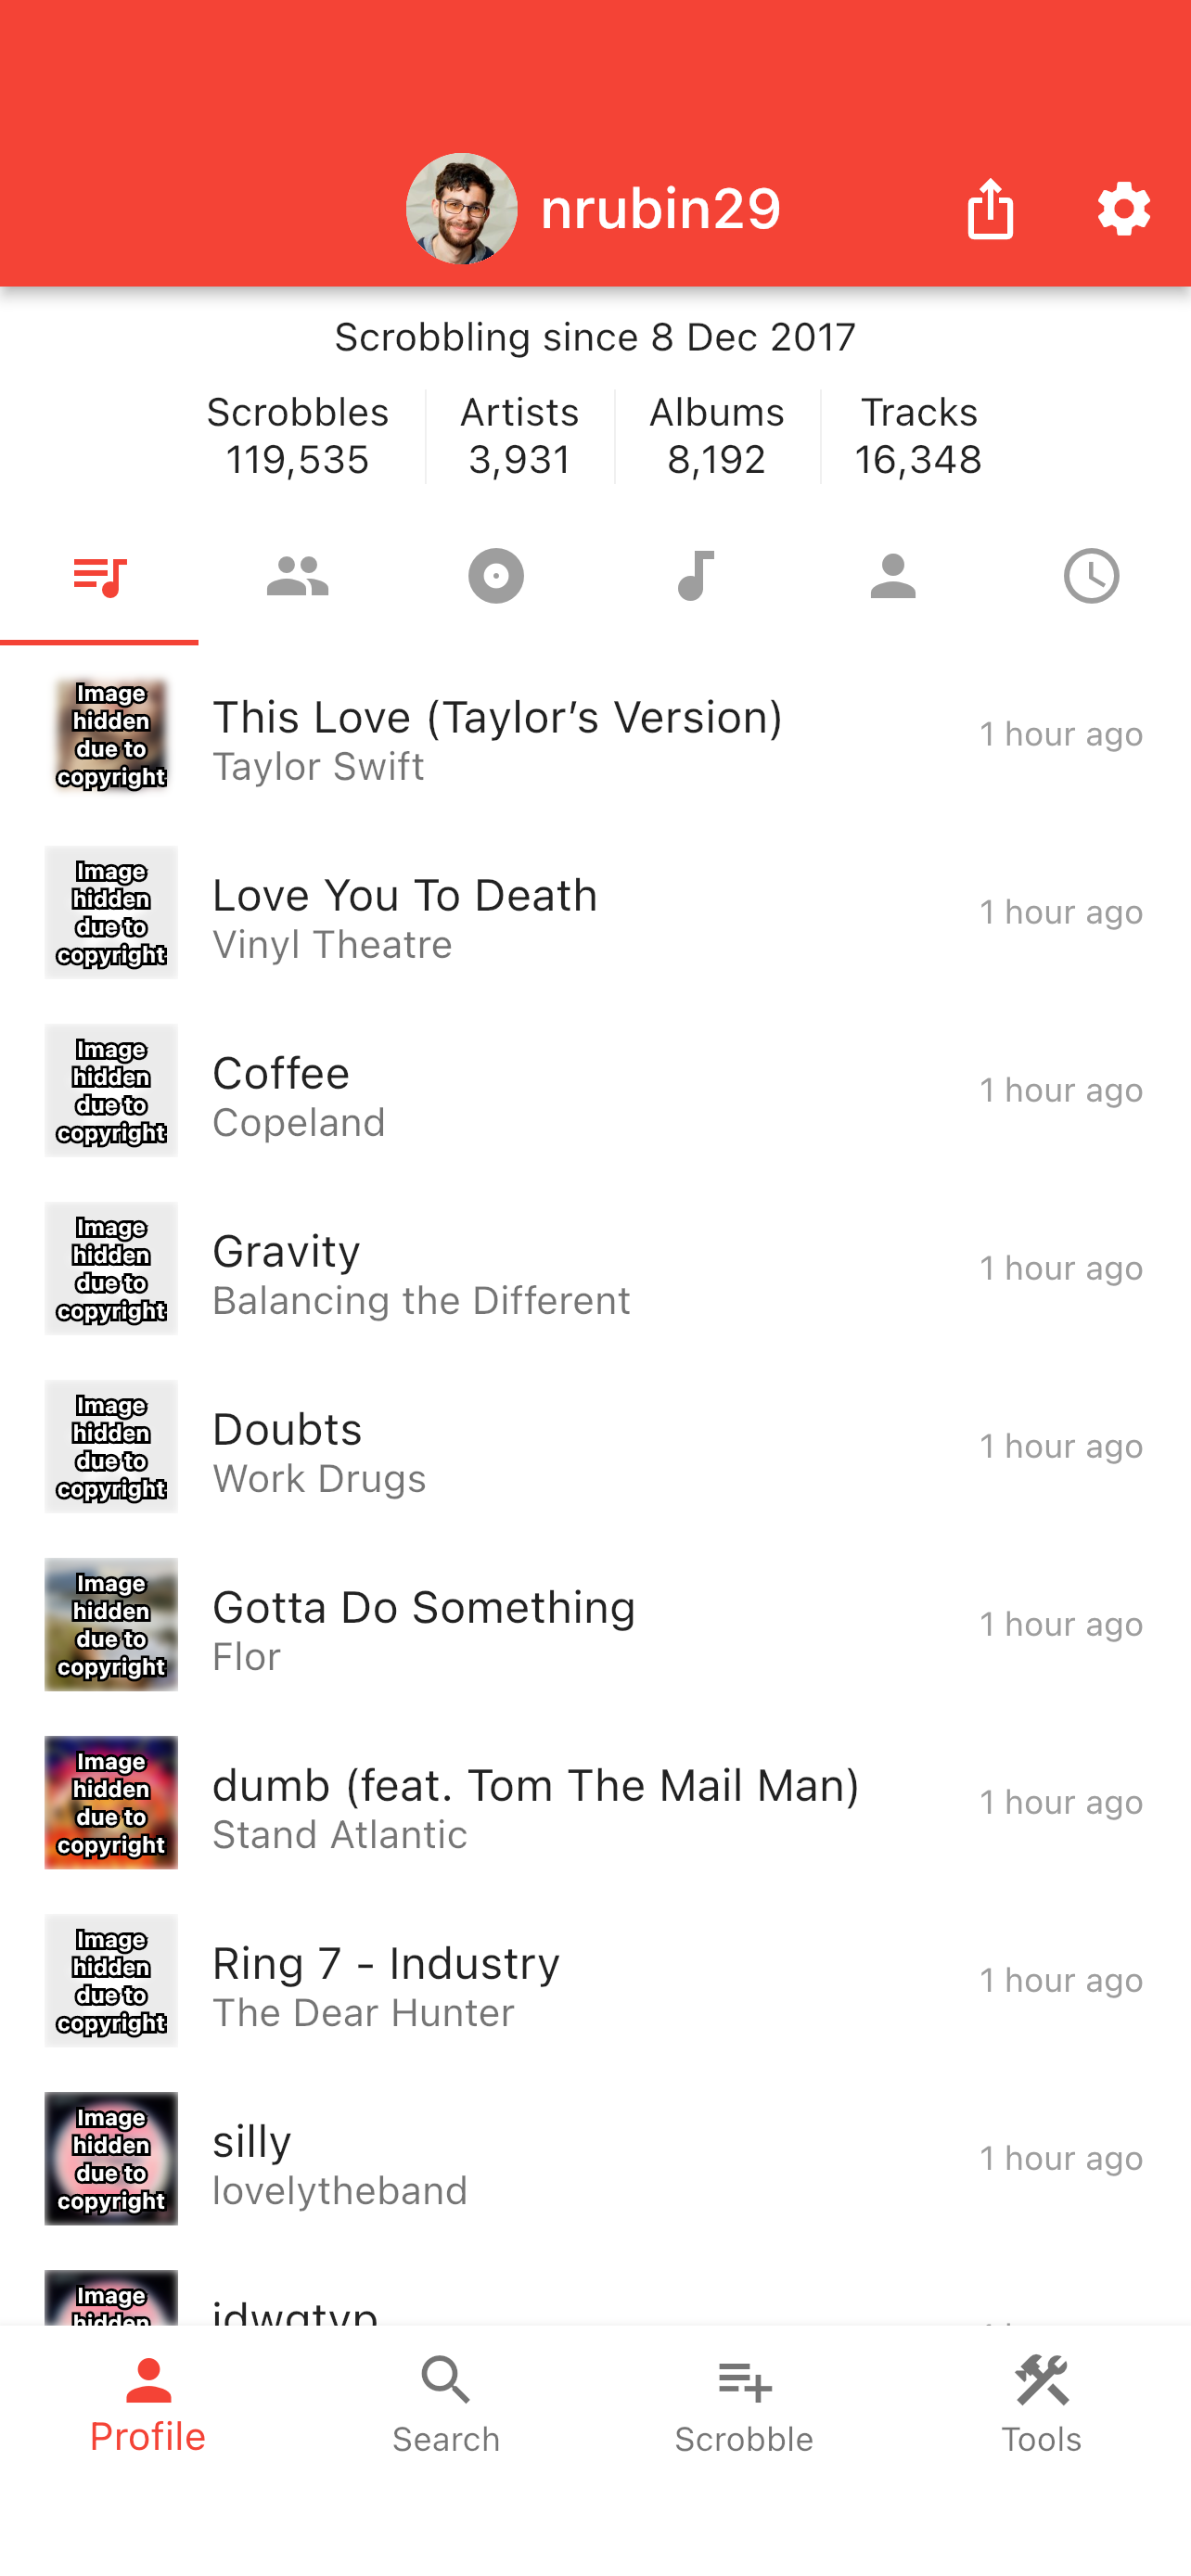 nrubin29
Scrobbling since 8 Dec 2017
Scrobbles Artists Albums Tracks
119,535 3,931 8,192 16,348
Image
hidden
due to
copyright
This Love (Taylor’s Version)
Taylor Swift
1 hour ago
Image
hidden
due to
copyright
Love You To Death
Vinyl Theatre
1 hour ago
Image
hidden
due to
copyright
Coffee
Copeland
1 hour ago
Image
hidden
due to
copyright
Gravity
Balancing the Different
1 hour ago
Image
hidden
due to
copyright
Doubts
Work Drugs
1 hour ago
Image
hidden
due to
copyright
Gotta Do Something
Flor
1 hour ago
Image
hidden
due to
copyright
dumb (feat. Tom The Mail Man)
Stand Atlantic
1 hour ago
Image
hidden
due to
copyright
Ring 7 - Industry
The Dear Hunter
1 hour ago
Image
hidden
due to
copyright
silly
lovelytheband
1 hour ago
Image
hidden
Profile Search Scrobble Tools